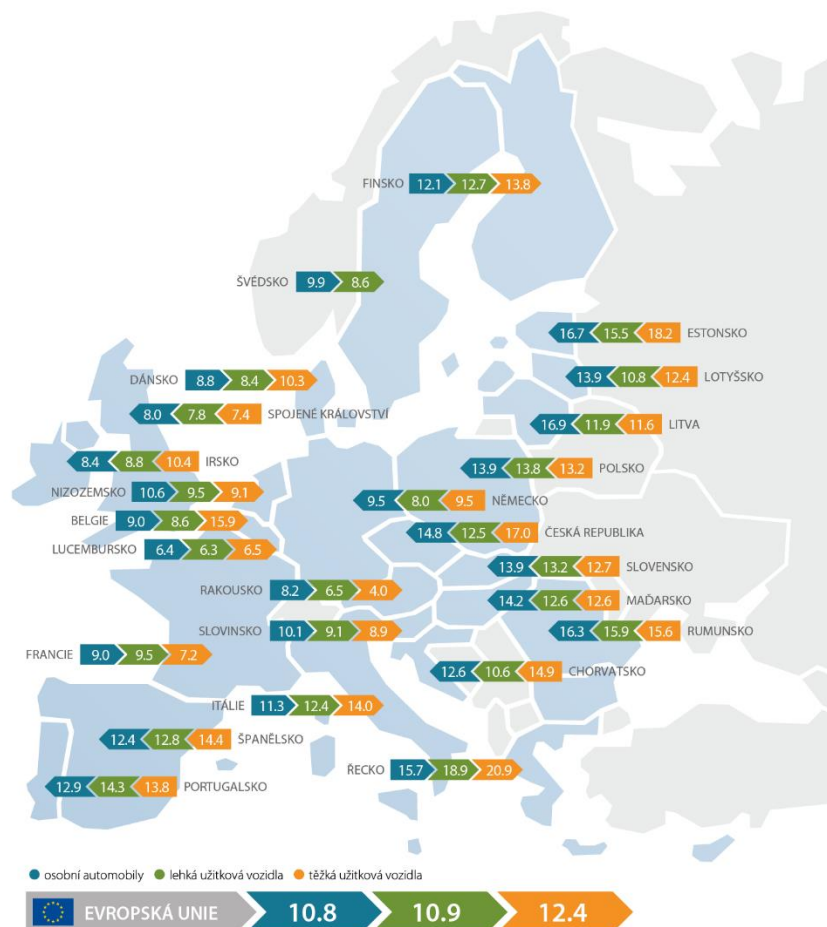 FINSKO 12.1 12.7 13.8
ŠVÉDSKO 9.9 8.6
16.7 15.5 18.2 ESTONSKO
13.9 10.8 12.4 LOTYŠSKO
DÁNSKO 8.8 8.4 10.3
8.0 7.8 7.4 SPOJENÉ KRÁLOVSTVÍ
16.9 11.9 11.6 LITVA
8.4 8.8 10.4 IRSKO
13.9 13.8 13.2 POLSKO
NIZOZEMSKO 10.6 9.5 9.1
9.5 8.0 9.5 NĚMECKO
BELGIE 9.0 8.6 15.9
14.8 12.5 17.0 ČESKÁ REPUBLIKA
LUCEMBURSKO 6.4 6.3 6.5
13.9 13.2 12.7 SLOVENSKO
RAKOUSKO 8.2 6.5 4.0
14.2 12.6 12.6 MAĎARSKO
SLOVINSKO 10.1 9.1 8.9
16.3 15.9 15.6 RUMUNSKO
FRANCIE 9.0 9.5 7.2
12.6 10.6 14.9 CHORVATSKO
ITÁLIE 11.3 12.4 14.0
12.4 12.8 14.4 ŠPANĚLSKO
ŘECKO 15.7 18.9 20.9
12.9 14.3 13.8 PORTUGALSKO
osobní automobily lehká užitková vozidla těžká užitková vozidla
EVROPSKÁ UNIE 10.8 10.9 12.4